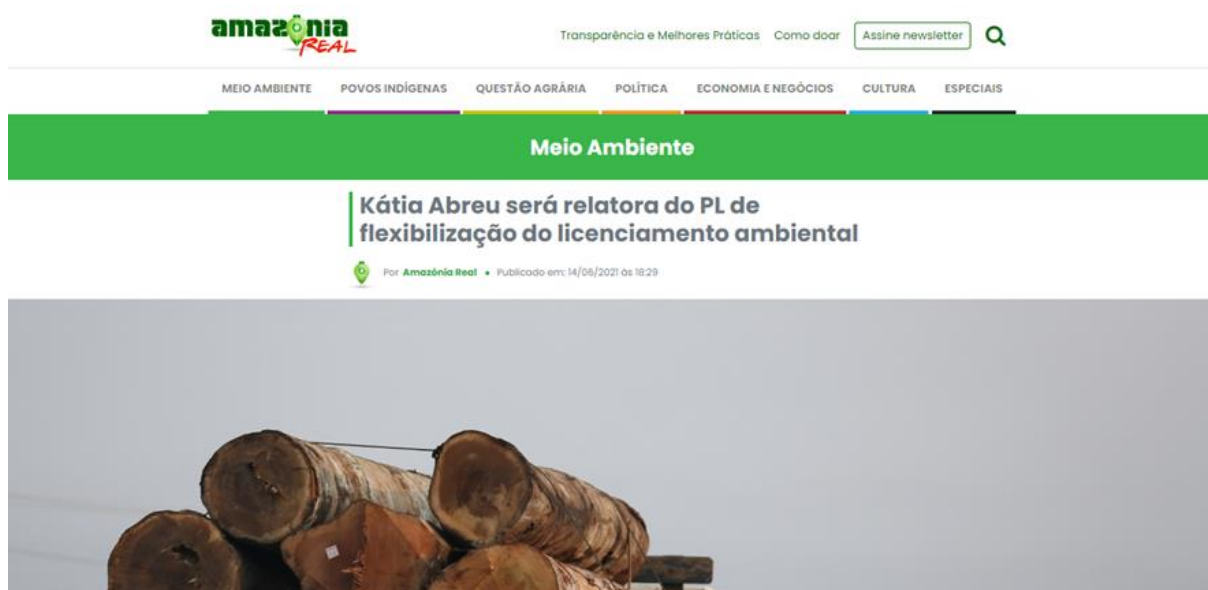 amazônia
REAL
Transparência e Melhores Práticas Como doar Assine newsletter
MEIO AMBIENTE POVOS INDÍGENAS QUESTÃO AGRÁRIA POLÍTICA ECONOMIA E NEGÓCIOS CULTURA ESPECIAIS
Meio Ambiente
Kátia Abreu será relatora do PL de
flexibilização do licenciamento ambiental
Por Amazônia Real • Publicado em: 14/06/2021 às 18:29